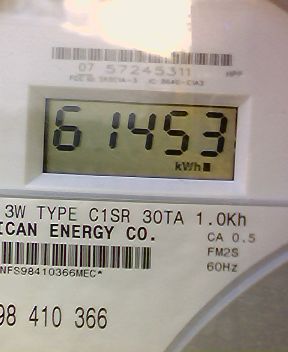 07 57245311
61453
kWh
3W TYPE C1SR 30TA 1.0Kh
ICAN ENERGY CO.
CA 0.5
FM2S
60Hz
NFS98410366MEC*
98 410 366